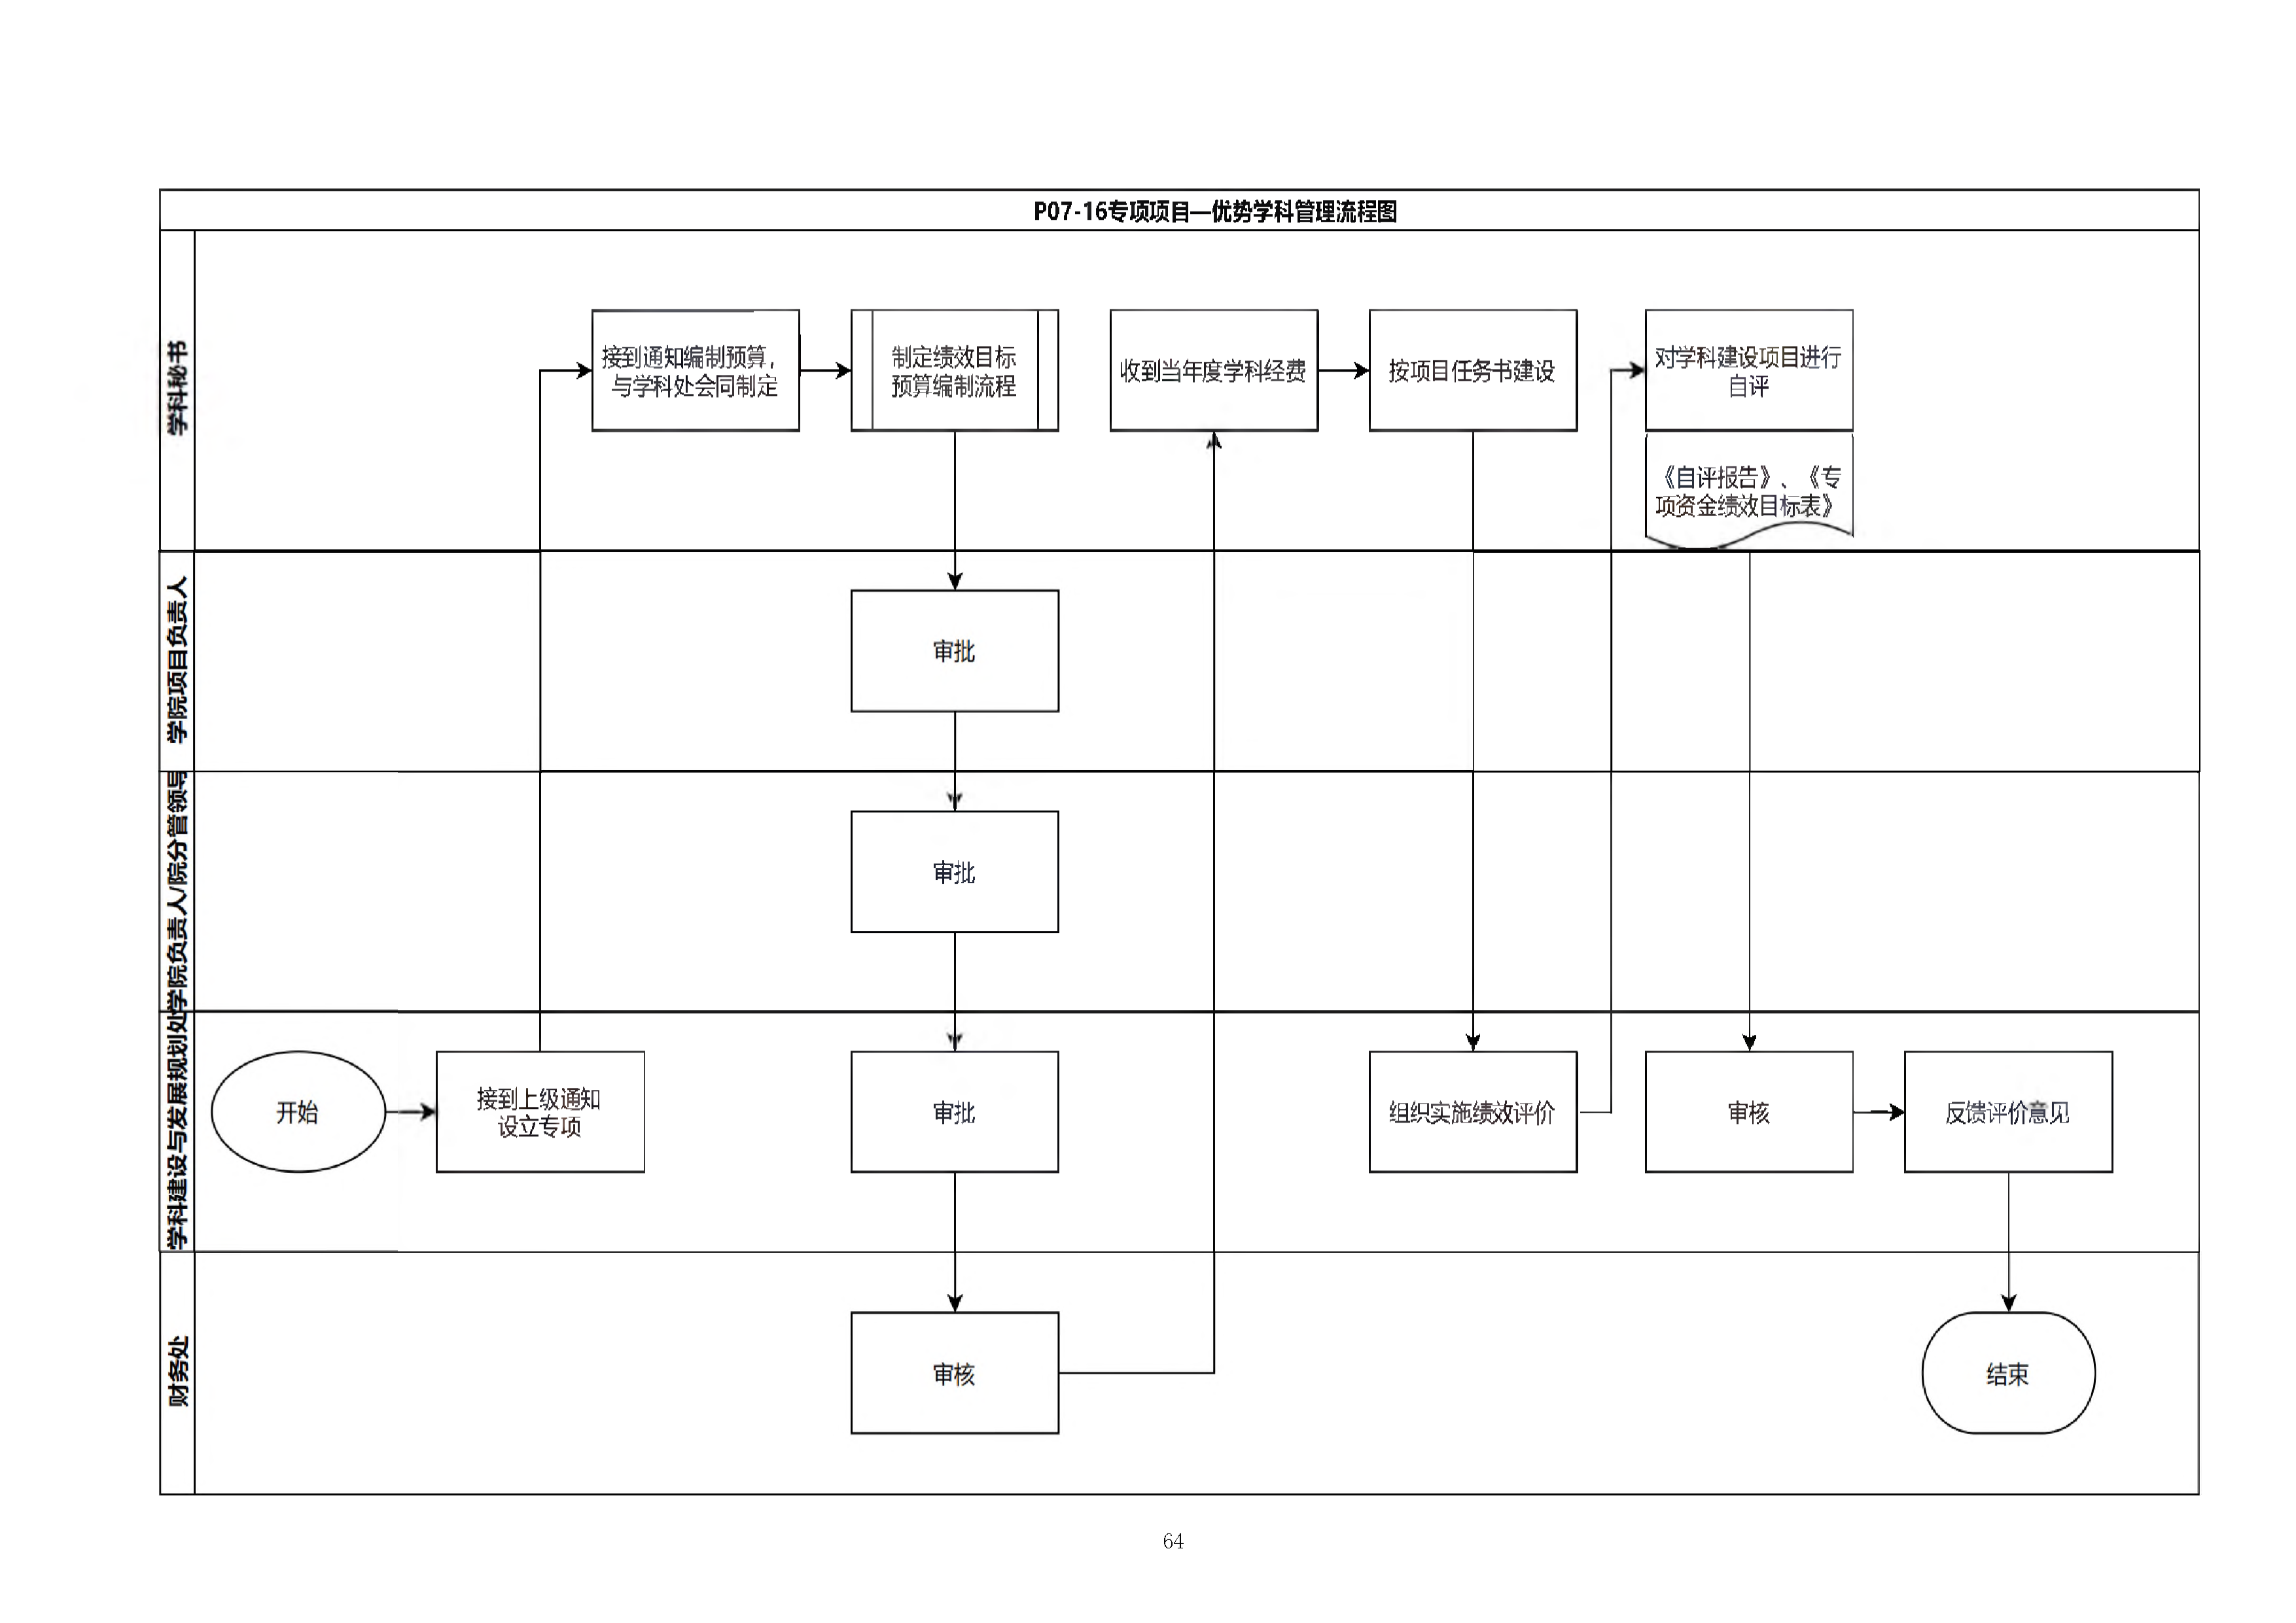 P07-16专项项目—优势学科管理流程图
学科秘书
接到通知编制预算，
与学科处会同制定
制定绩效目标
预算编制流程
收到当年度学科经费
按项目任务书建设
对学科建设项目进行
自评
《自评报告》、《专
项资金绩效目标表》
学院项目负责人
审批
学院负责人/院分管领导
审批
学科建设与发展规划处
开始
接到上级通知
设立专项
审批
组织实施绩效评价
审核
反馈评价意见
财务处
审核
结束
64